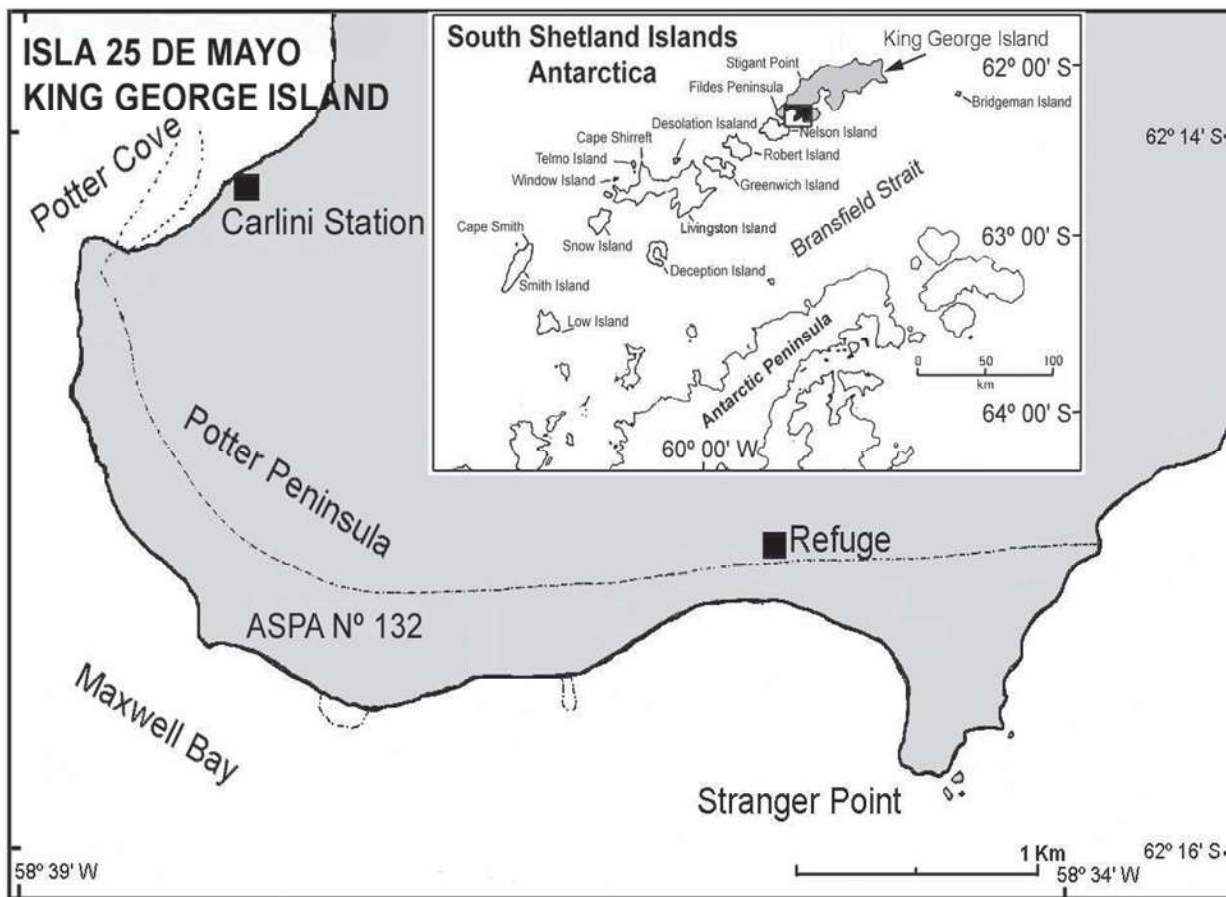 ISLA 25 DE MAYO
KING GEORGE ISLAND
Potter Cove
Carlini Station
Potter Peninsula
ASPA Nº 132
Maxwell Bay
Refuge
Stranger Point
South Shetland Islands
Antarctica
King George Island
Stigant Point
Fildes Peninsula
62º 00' S
Bridgeman Island
Desolation Isaland
Nelson Island
Cape Shirreft
Robert Island
Telmo Island
Window Island
Greenwich Island
Bransfield Strait
Cape Smith
Snow Island
Livingston Island
63º 00' S
Deception Island
Smith Island
Low Island
Antarctic Peninsula
0 50 100
km
64º 00' S
60º 00' W
62º 14' S
1 Km
62º 16' S
58º 39' W
58º 34' W